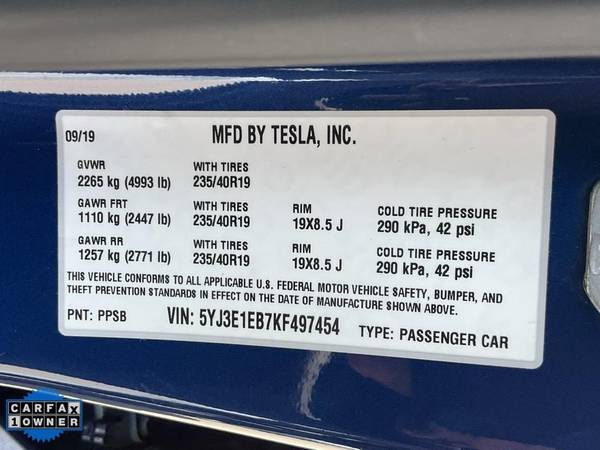 09/19 MFD BY TESLA, INC.
GVWR WITH TIRES
2265 kg (4993 lb) 235/40R19
GAWR FRT WITH TIRES RIM COLD TIRE PRESSURE
1110 kg (2447 lb) 235/40R19 19X8.5 J 290 kPa, 42 psi
GAWR RR WITH TIRES RIM COLD TIRE PRESSURE
1257 kg (2771 lb) 235/40R19 19X8.5 J 290 kPa, 42 psi
THIS VEHICLE CONFORMS TO ALL APPLICABLE U.S. FEDERAL MOTOR VEHICLE SAFETY, BUMPER, AND
THEFT PREVENTION STANDARDS IN EFFECT ON THE DATE OF MANUFACTURE SHOWN ABOVE.
PNT: PPSB VIN: 5YJ3E1EB7KF497454 TYPE: PASSENGER CAR
CARFAX
1 OWNER